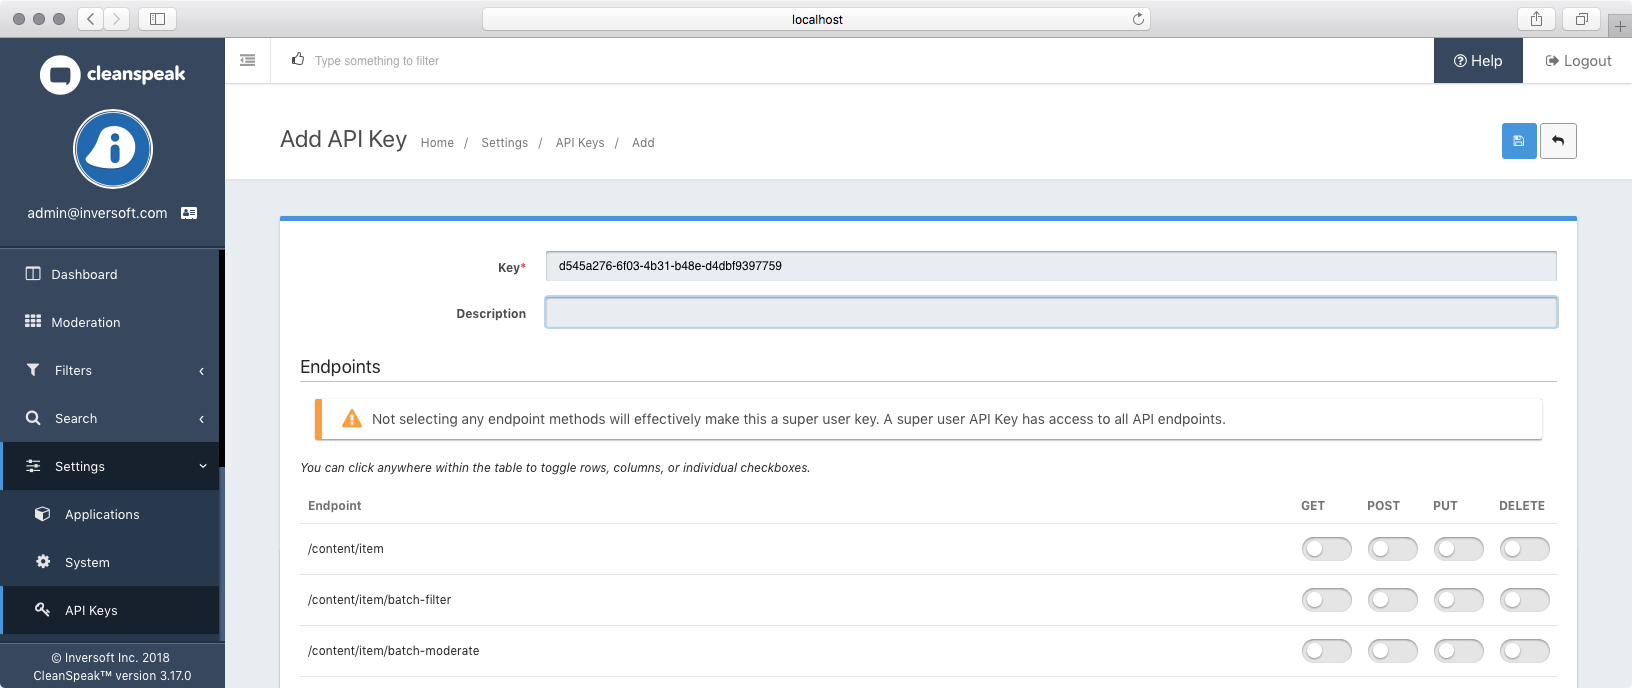 localhost
cleanspeak
Type something to filter
Help
Logout
Add API Key
Home / Settings / API Keys / Add
admin@inversoft.com
Dashboard
Moderation
Filters
Search
Settings
Applications
System
API Keys
© Inversoft Inc. 2018
CleanSpeak™ version 3.17.0
Key* d545a276-6f03-4b31-b48e-d4dbf9397759
Description
Endpoints
Not selecting any endpoint methods will effectively make this a super user key. A super user API Key has access to all API endpoints.
You can click anywhere within the table to toggle rows, columns, or individual checkboxes.
Endpoint GET POST PUT DELETE
/content/item
/content/item/batch-filter
/content/item/batch-moderate